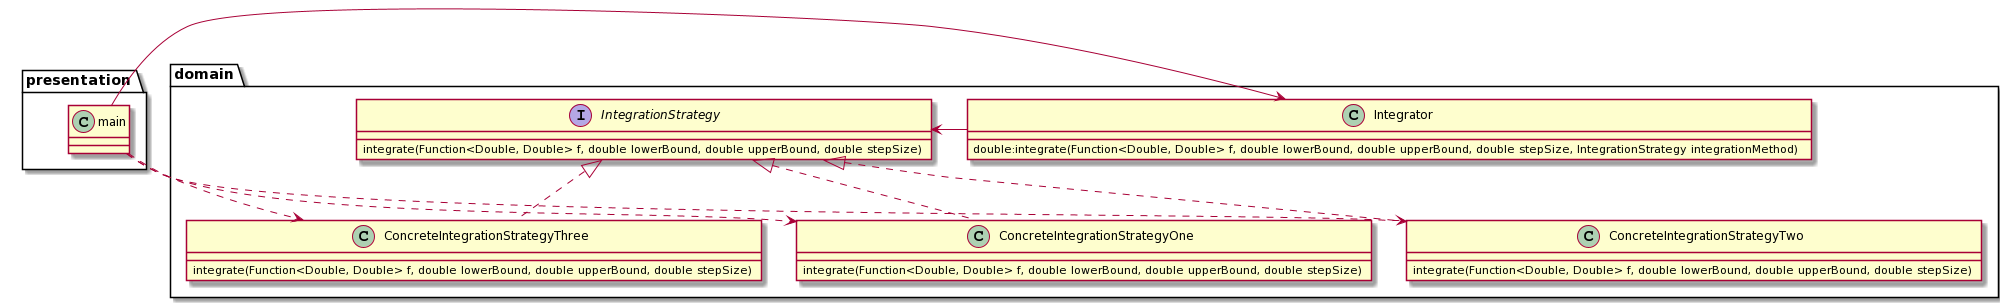 presentation
C main
domain
I IntegrationStrategy
integrate(Function<Double, Double> f, double lowerBound, double upperBound, double stepSize)
C Integrator
double:integrate(Function<Double, Double> f, double lowerBound, double upperBound, double stepSize, IntegrationStrategy integrationMethod)
C ConcreteIntegrationStrategyThree
integrate(Function<Double, Double> f, double lowerBound, double upperBound, double stepSize)
C ConcreteIntegrationStrategyOne
integrate(Function<Double, Double> f, double lowerBound, double upperBound, double stepSize)
C ConcreteIntegrationStrategyTwo
integrate(Function<Double, Double> f, double lowerBound, double upperBound, double stepSize)